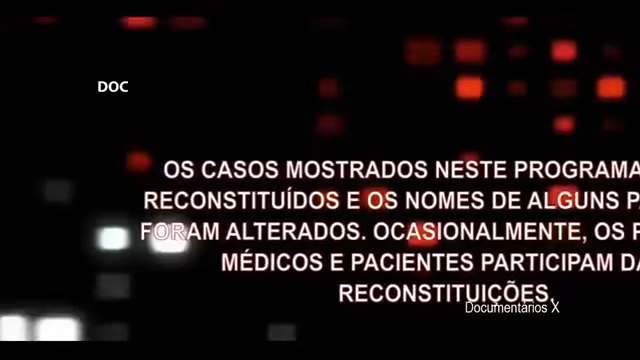 DOC
OS CASOS MOSTRADOS NESTE PROGRAMA
RECONSTITUÍDOS E OS NOMES DE ALGUNS
FORAM ALTERADOS. OCASIONALMENTE, OS
MÉDICOS E PACIENTES PARTICIPAM
RECONSTITUIÇÕES.
Documentários X